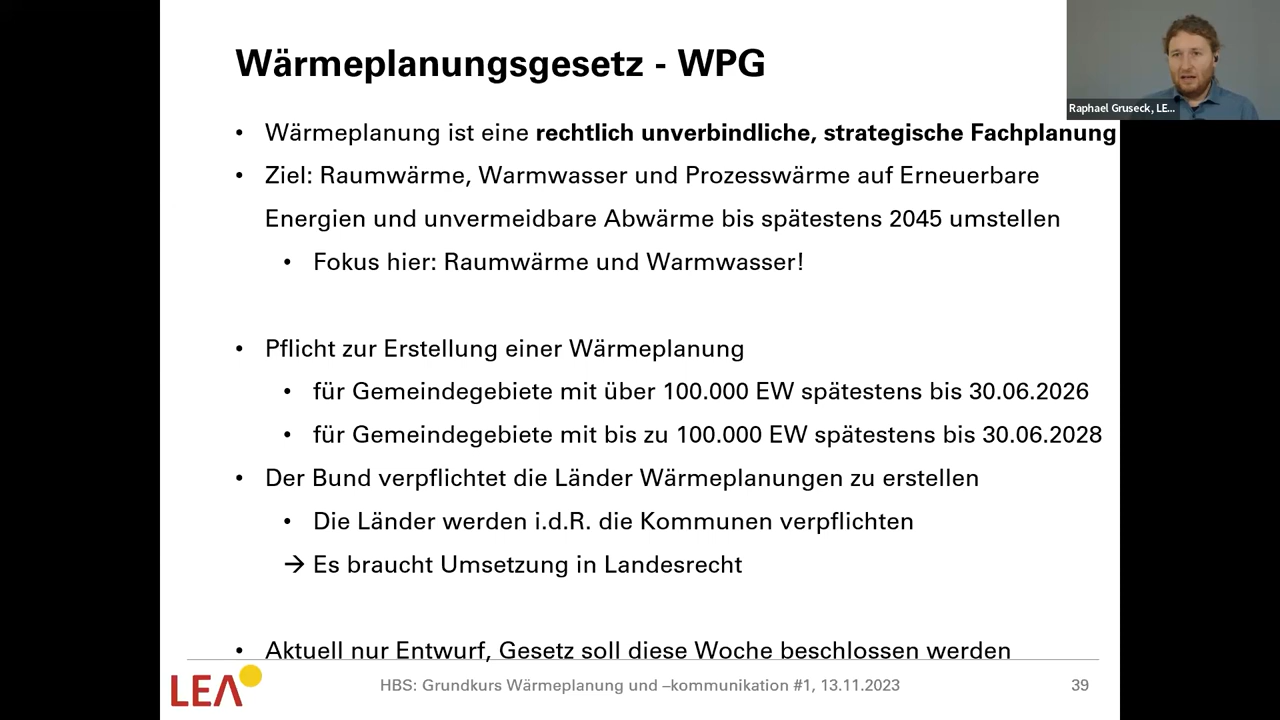 Wärmeplanungsgesetz - WPG
Raphael Gruseck, LE...
• Wärmeplanung ist eine rechtlich unverbindliche, strategische Fachplanung
• Ziel: Raumwärme, Warmwasser und Prozesswärme auf Erneuerbare
Energien und unvermeidbare Abwärme bis spätestens 2045 umstellen
• Fokus hier: Raumwärme und Warmwasser!
• Pflicht zur Erstellung einer Wärmeplanung
• für Gemeindegebiete mit über 100.000 EW spätestens bis 30.06.2026
• für Gemeindegebiete mit bis zu 100.000 EW spätestens bis 30.06.2028
• Der Bund verpflichtet die Länder Wärmeplanungen zu erstellen
• Die Länder werden i.d.R. die Kommunen verpflichten
→ Es braucht Umsetzung in Landesrecht
• Aktuell nur Entwurf, Gesetz soll diese Woche beschlossen werden
LEA
HBS: Grundkurs Wärmeplanung und –kommunikation #1, 13.11.2023
39